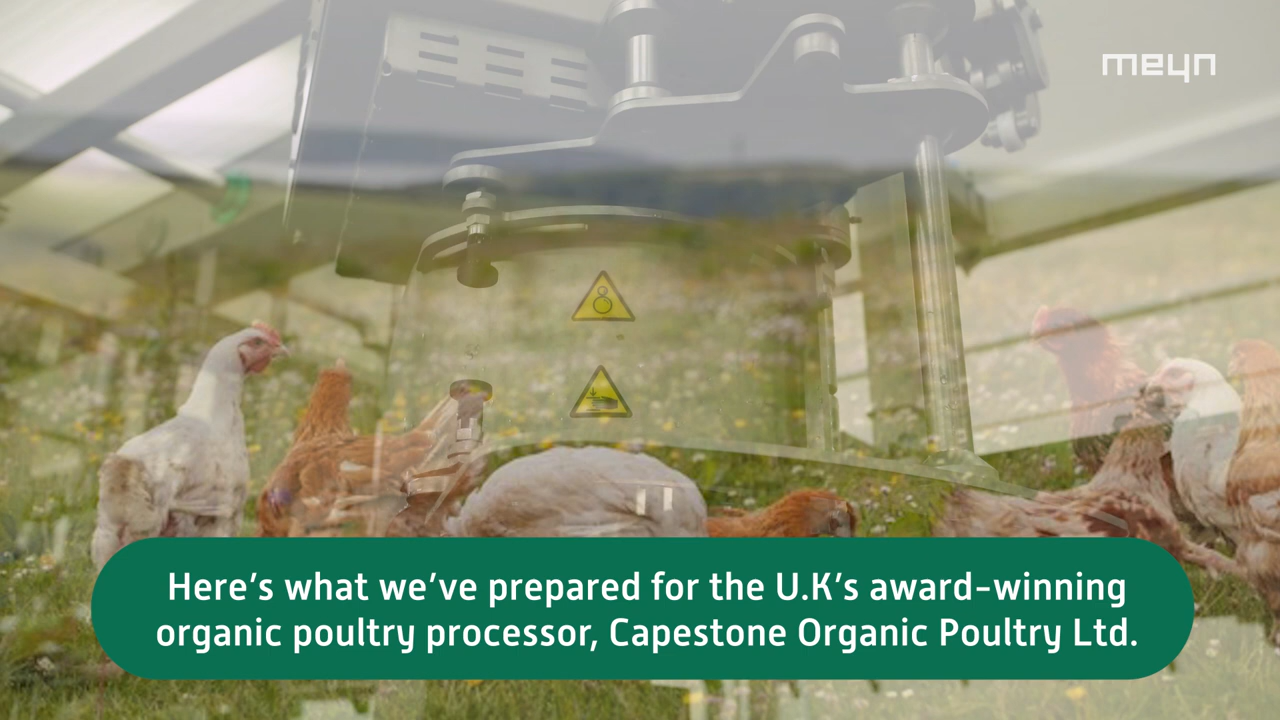 meyn
Here's what we've prepared for the U.K's award-winning
organic poultry processor, Capestone Organic Poultry Ltd.